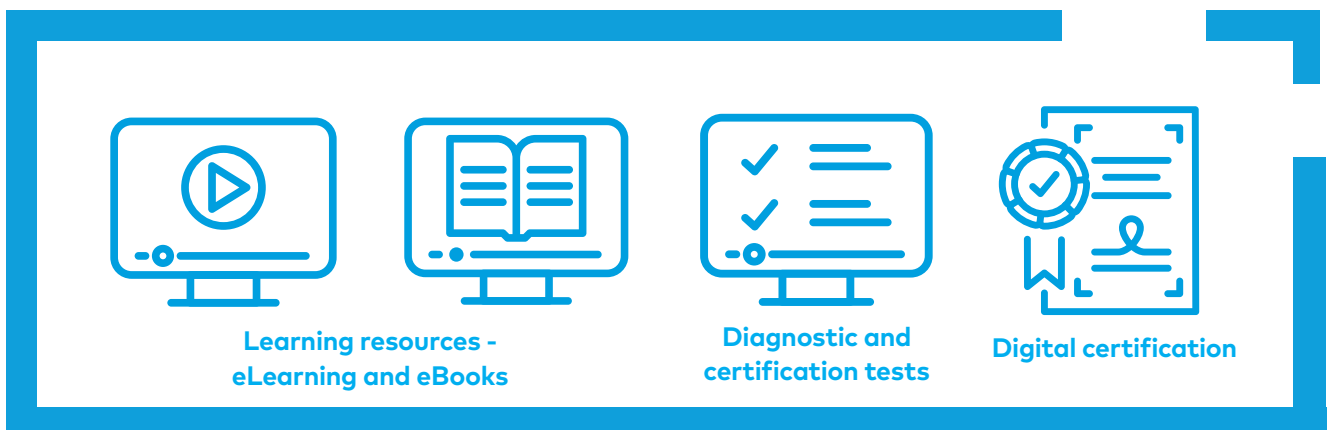 Learning resources -
eLearning and eBooks
Diagnostic and
certification tests
Digital certification